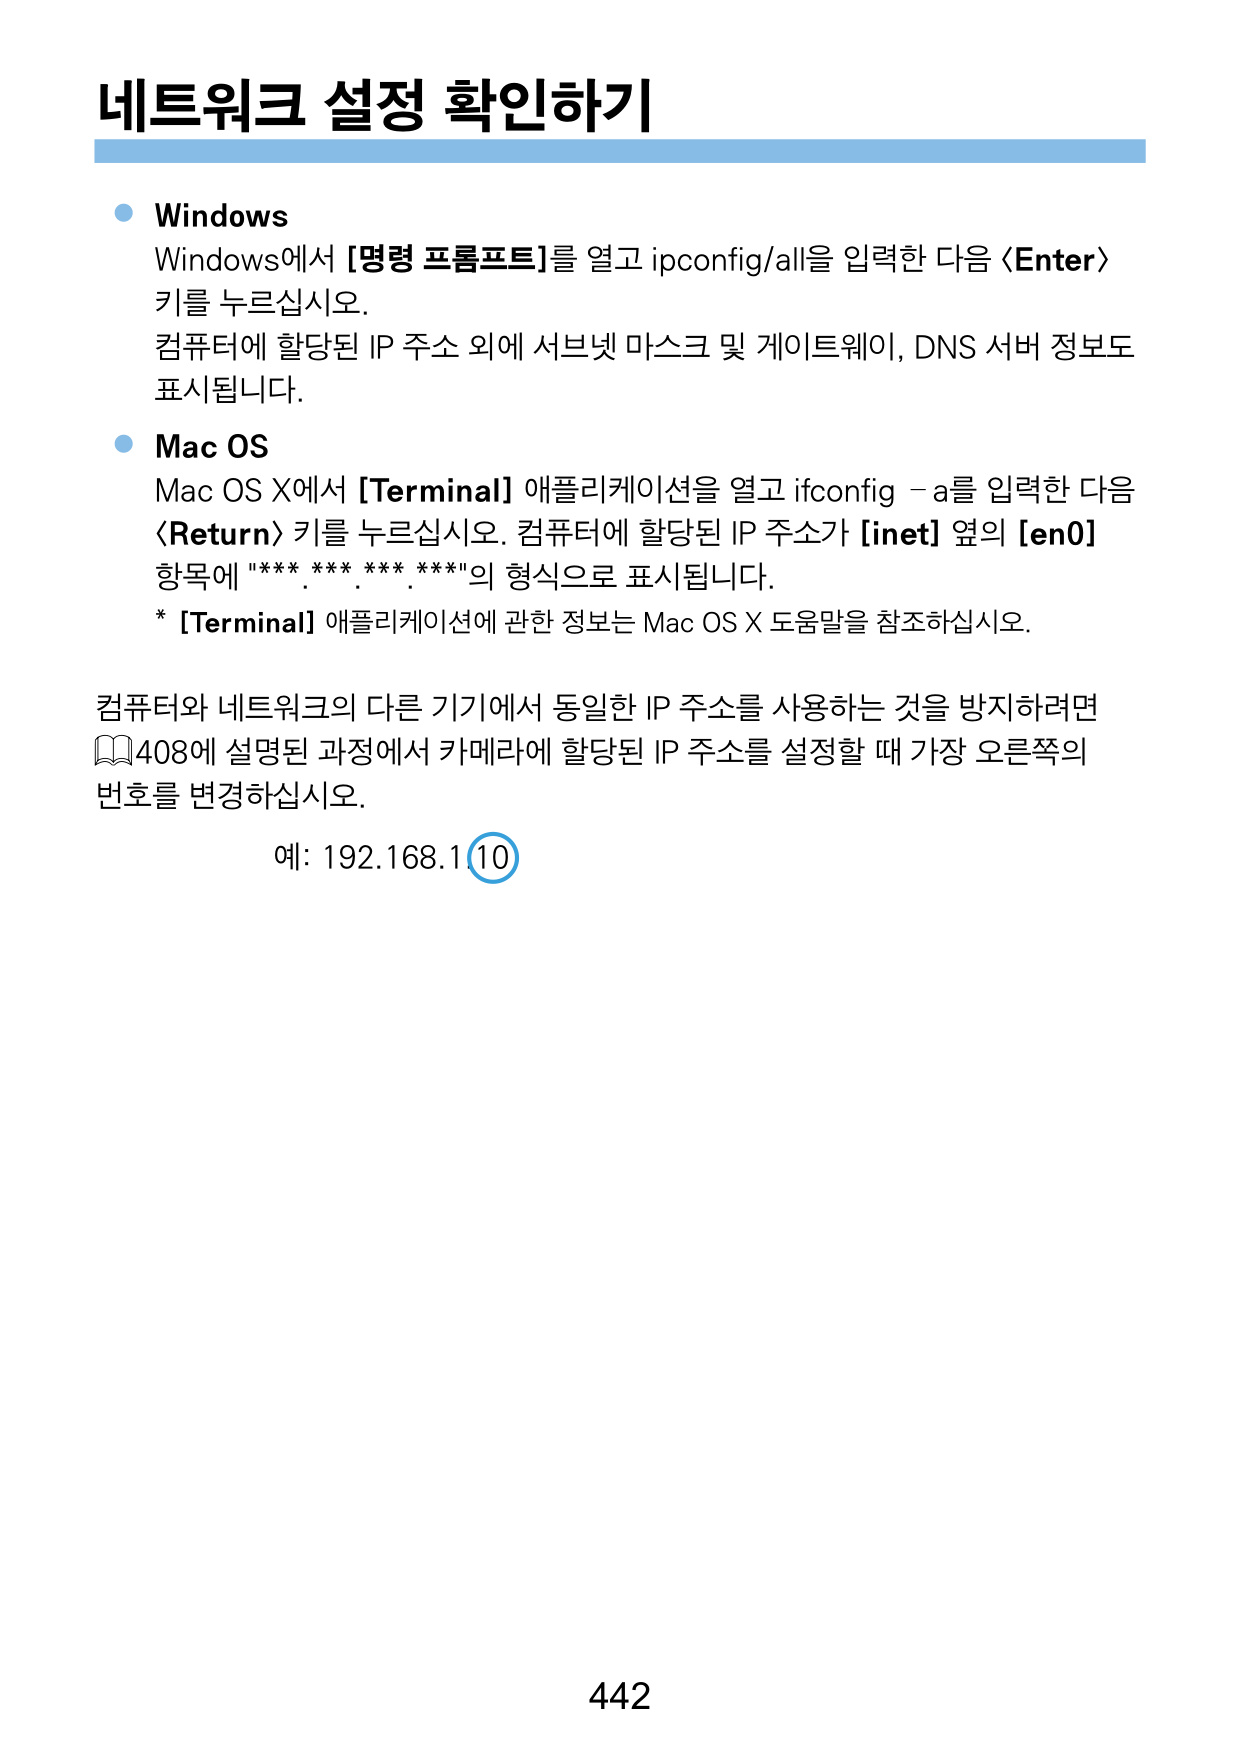 네트워크 설정 확인하기
● Windows
Windows에서 [명령 프롬프트]를 열고 ipconfig/all을 입력한 다음 <Enter>
키를 누르십시오.
컴퓨터에 할당된 IP 주소 외에 서브넷 마스크 및 게이트웨이, DNS 서버 정보도
표시됩니다.
● Mac OS
Mac OS X에서 [Terminal] 애플리케이션을 열고 ifconfig －a를 입력한 다음
<Return> 키를 누르십시오. 컴퓨터에 할당된 IP 주소가 [inet] 옆의 [en0]
항목에 "***.***.***.***"의 형식으로 표시됩니다.
* [Terminal] 애플리케이션에 관한 정보는 Mac OS X 도움말을 참조하십시오.
컴퓨터와 네트워크의 다른 기기에서 동일한 IP 주소를 사용하는 것을 방지하려면
408에 설명된 과정에서 카메라에 할당된 IP 주소를 설정할 때 가장 오른쪽의
번호를 변경하십시오.
예: 192.168.1.10
442